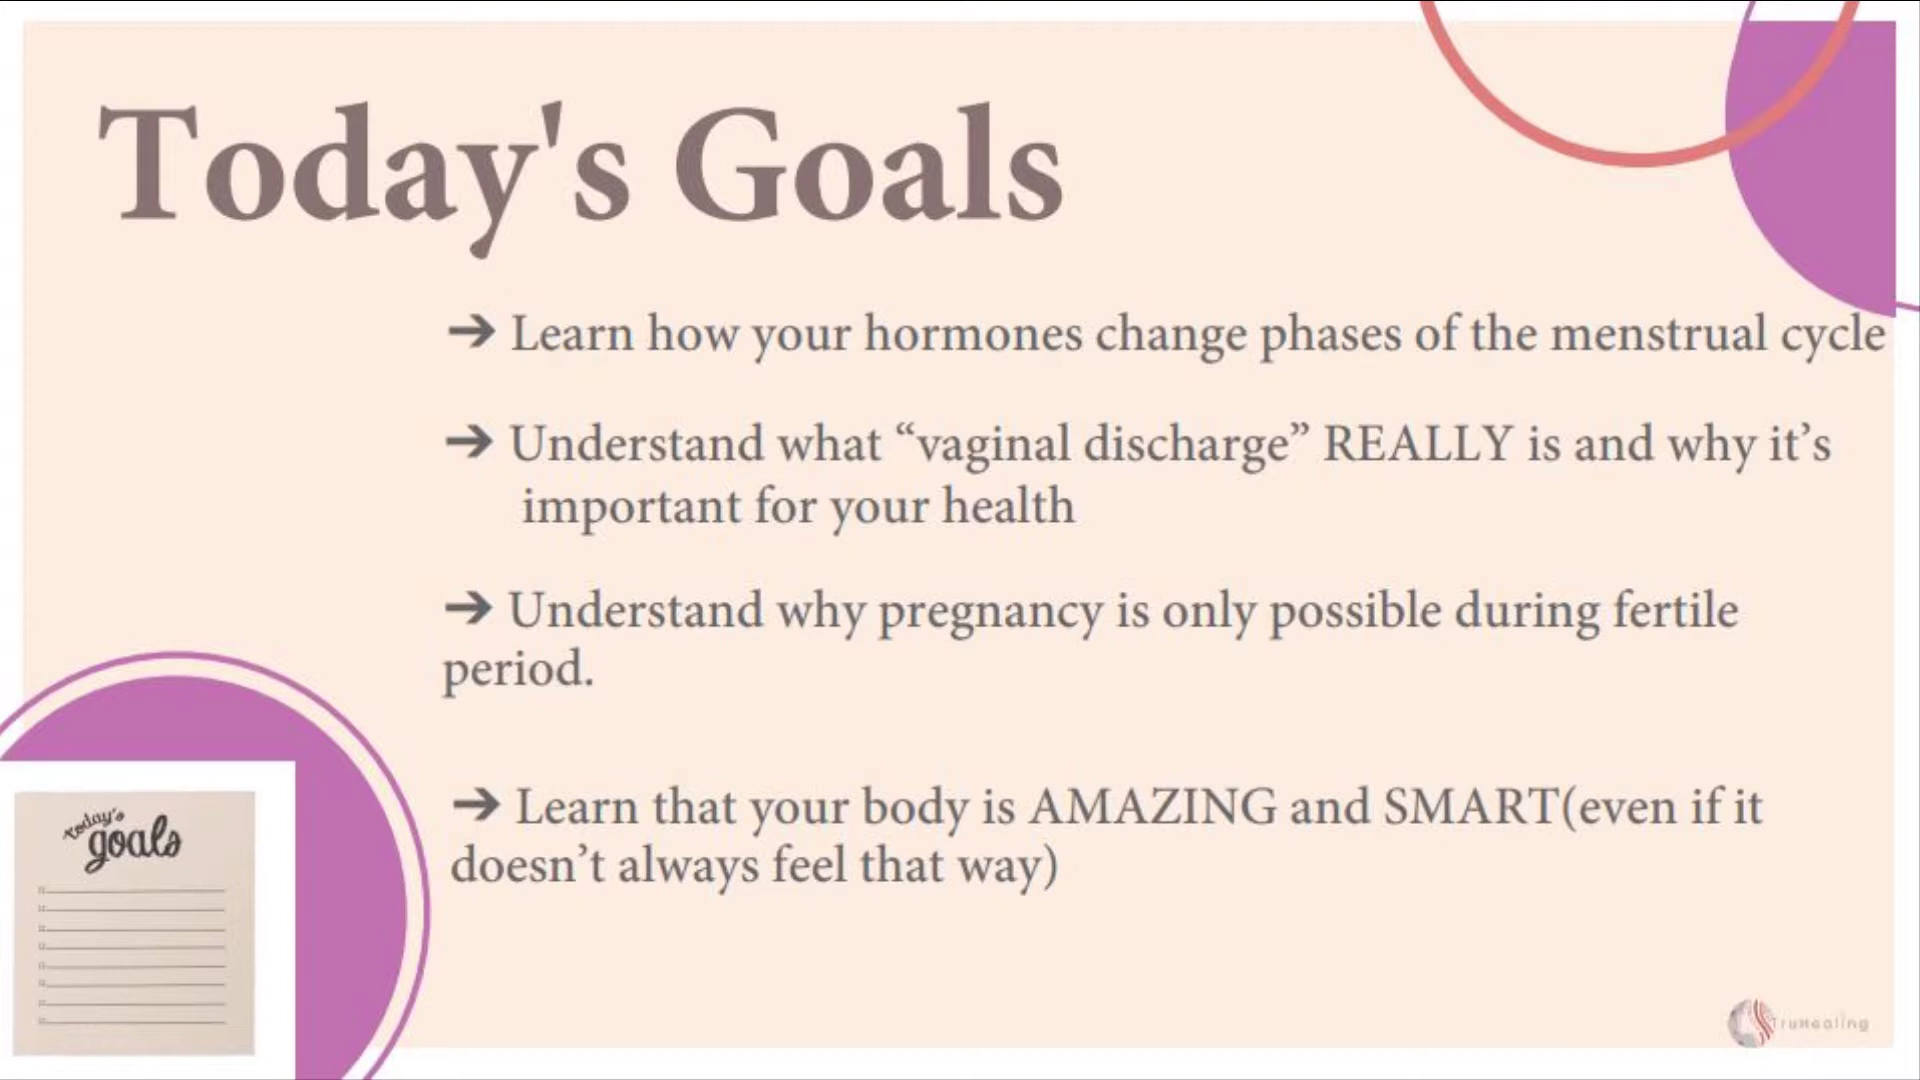 Today's Goals
➔ Learn how your hormones change phases of the menstrual cycle
➔ Understand what “vaginal discharge” REALLY is and why it’s
important for your health
➔ Understand why pregnancy is only possible during fertile
period.
➔ Learn that your body is AMAZING and SMART(even if it
doesn’t always feel that way)
today's
goals
TruHealing